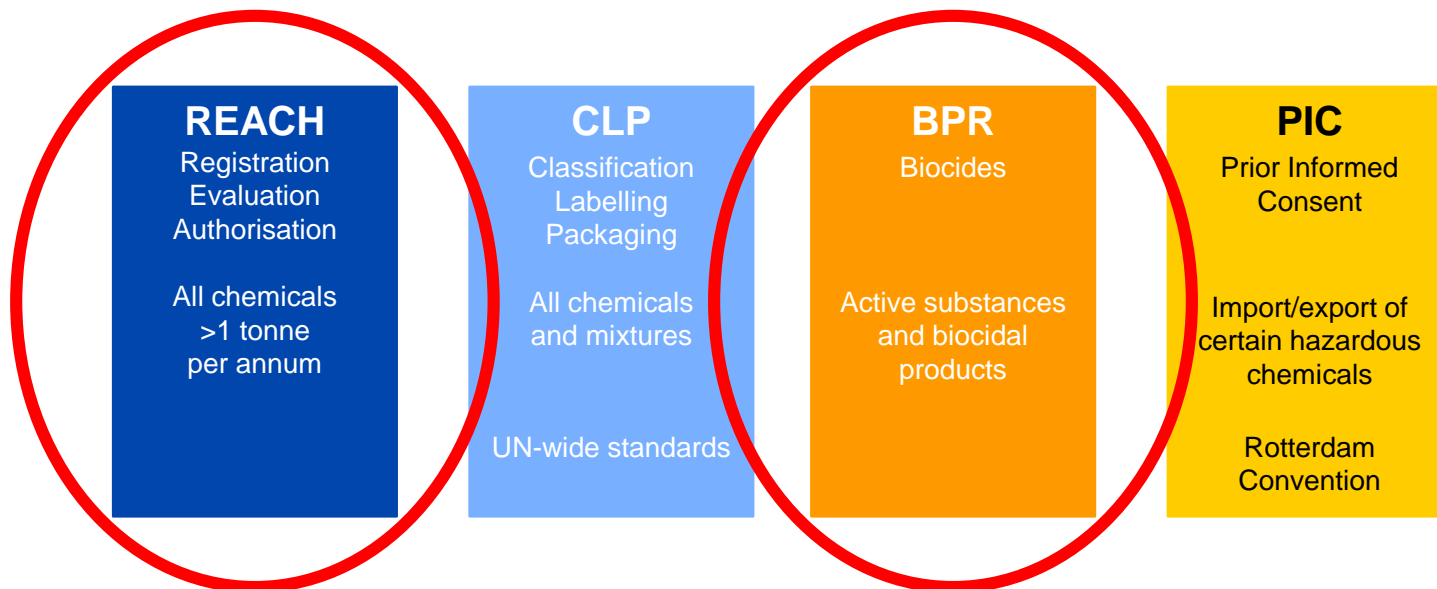 REACH
Registration
Evaluation
Authorisation
All chemicals
>1 tonne
per annum
CLP
Classification
Labelling
Packaging
All chemicals
and mixtures
UN-wide standards
BPR
Biocides
Active substances
and biocidal
products
PIC
Prior Informed
Consent
Import/export of
certain hazardous
chemicals
Rotterdam
Convention